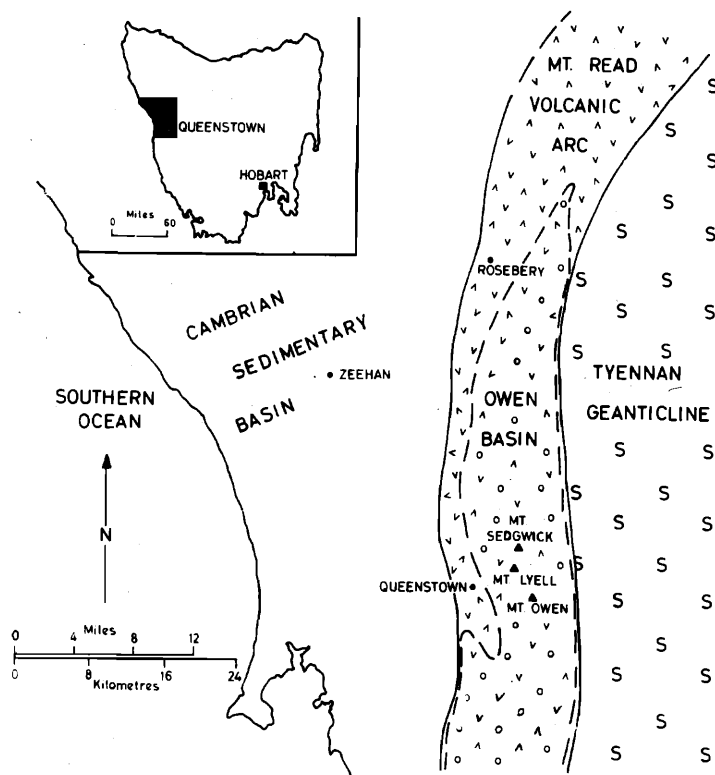 QUEENSTOWN
HOBART
Miles
0 60
MT. READ
VOLCANIC
ARC
S
S
S
S
S
S
S
ROSEBERY
S
S
S
CAMBRIAN
SEDIMENTARY
BASIN
ZEEHAN
S
S
TYENNAN
GEANTICLINE
S
S
S
SOUTHERN
OCEAN
N
OWEN
BASIN
S
S
S
S
S
MT
SEDGWICK
MT LYELL
MT. OWEN
QUEENSTOWN
S
S
S
S
S
S
S
S
S
S
S
Miles
0 4 8 12
0 8 16 24
Kilometres